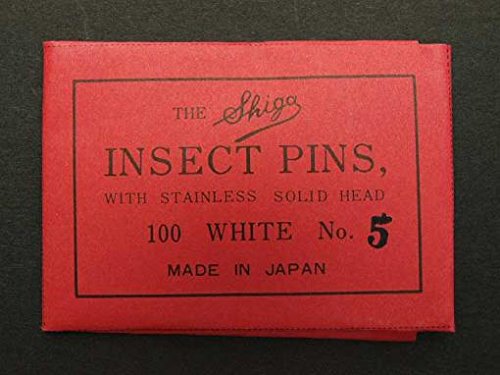 THE Shiga
INSECT PINS,
WITH STAINLESS SOLID HEAD
100 WHITE No. 5
MADE IN JAPAN